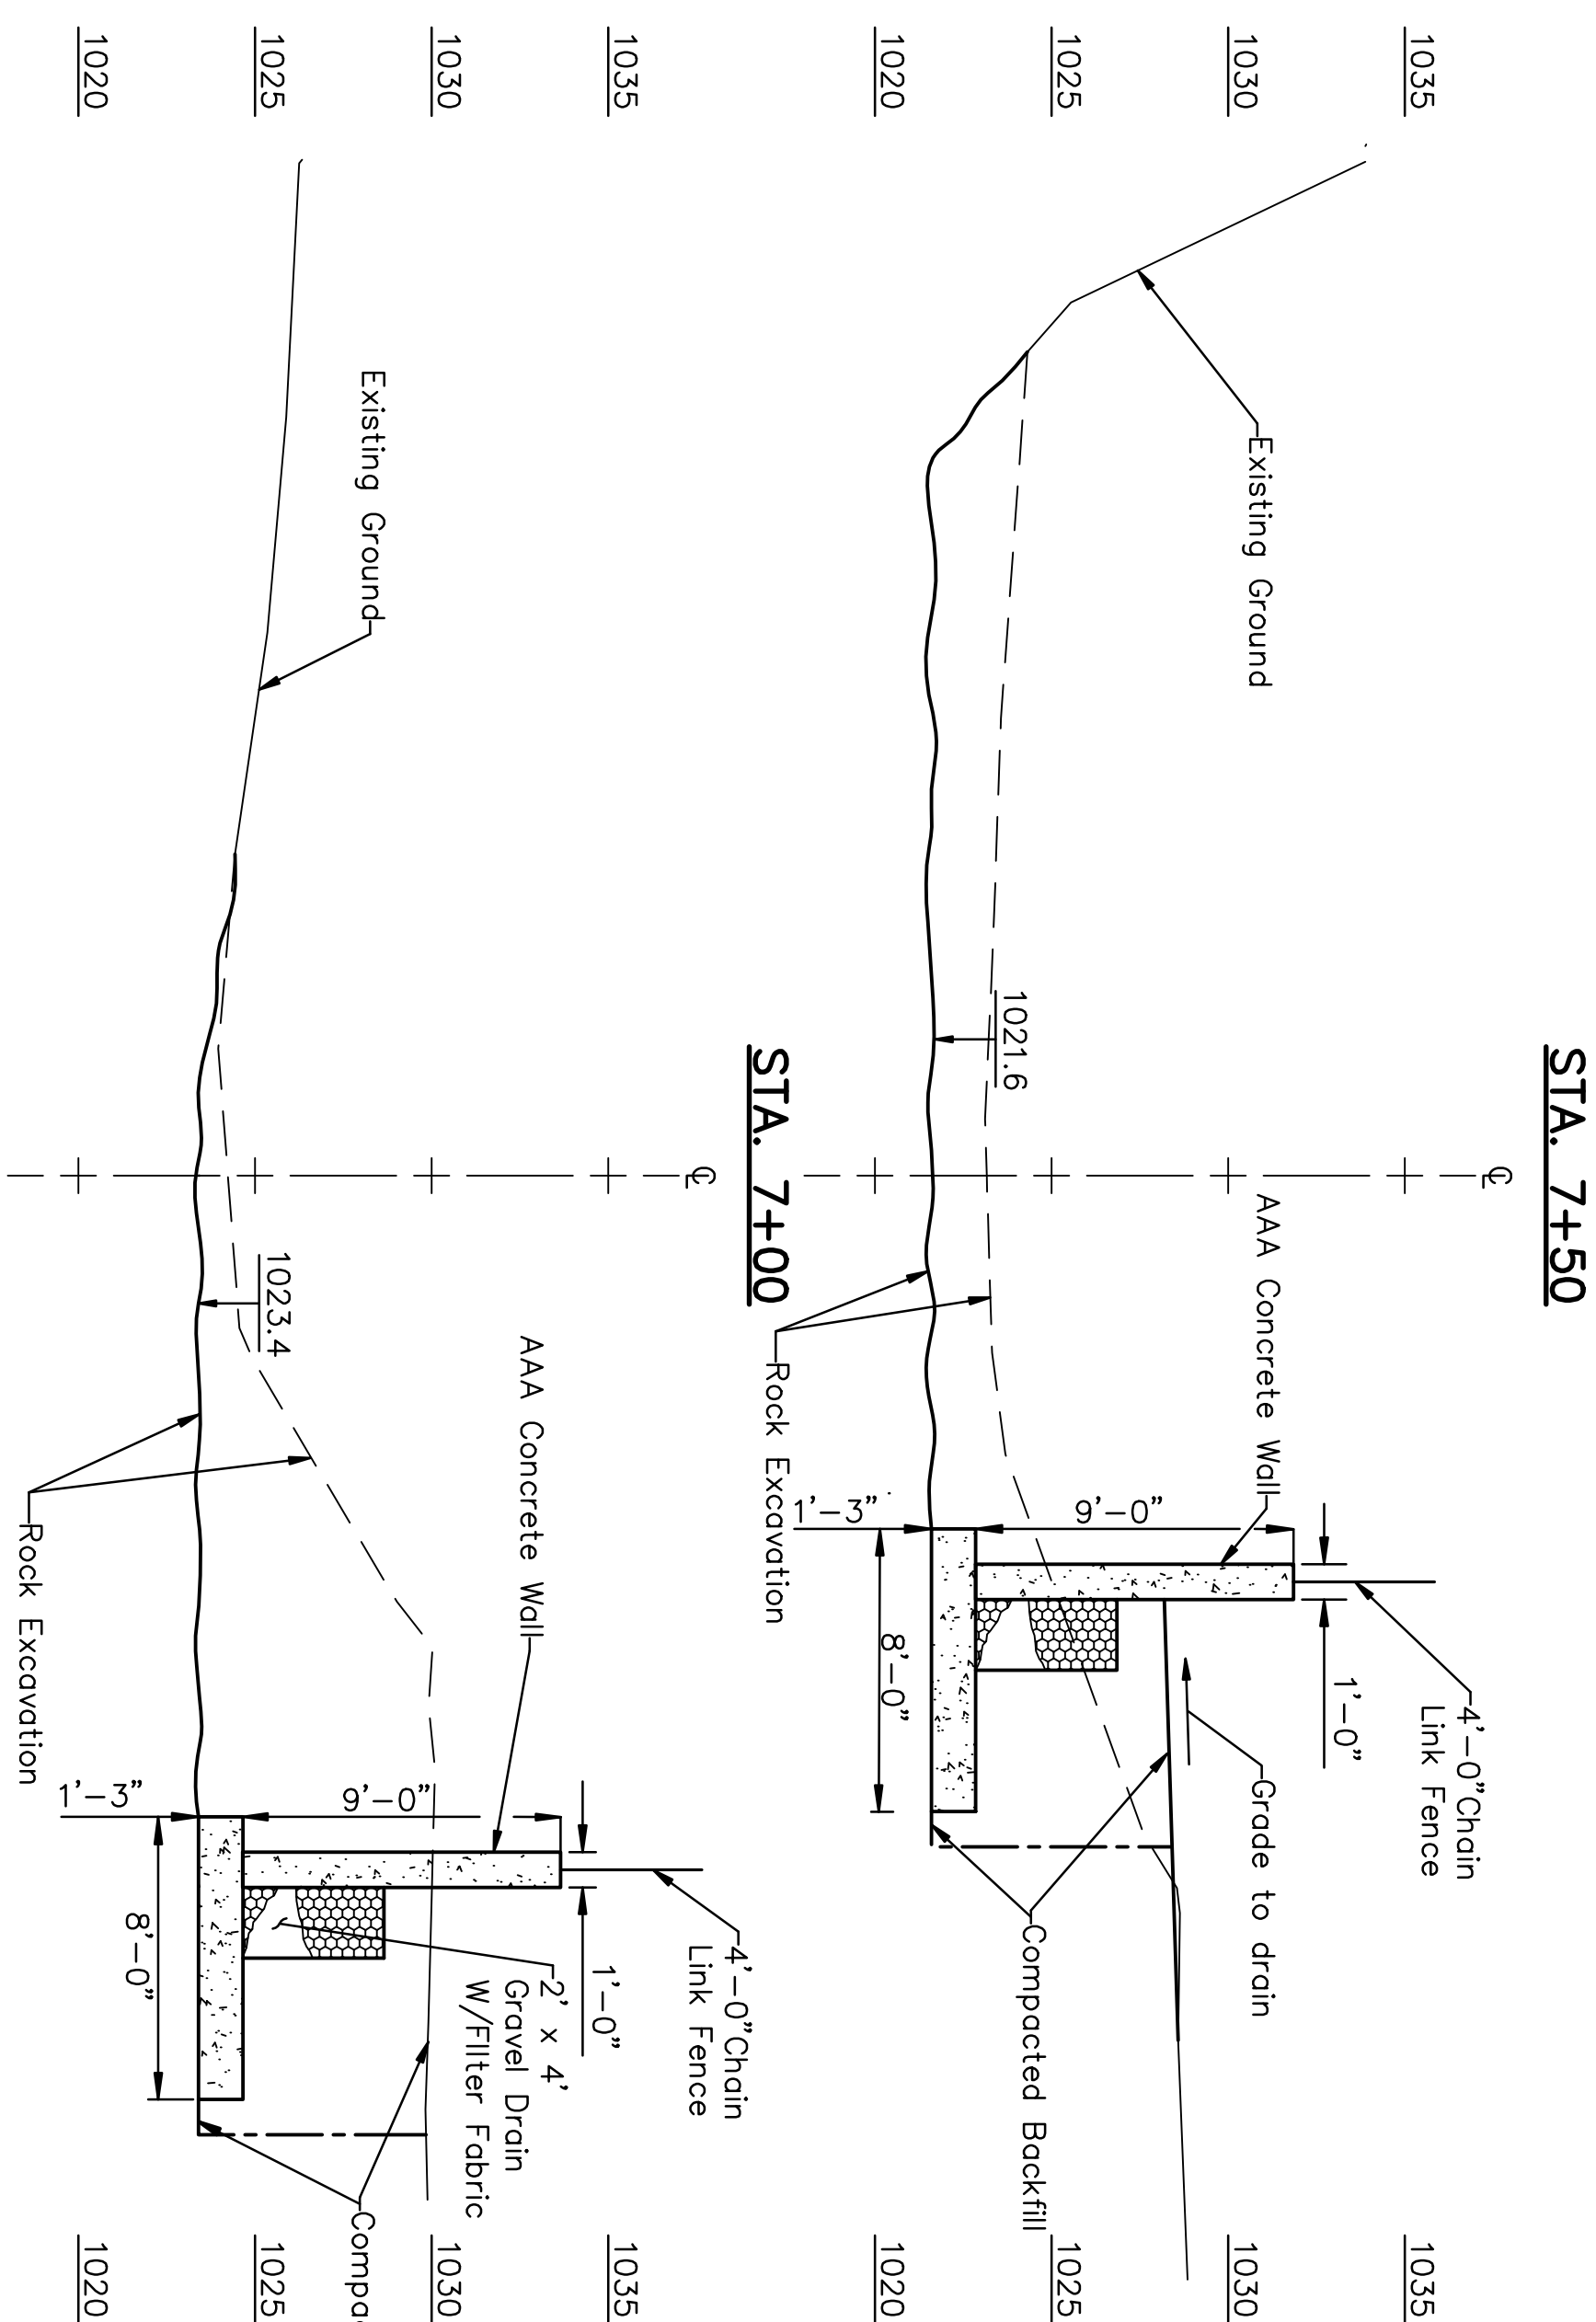 STA. 7+50
1035
1030
1025
1020
℄
Existing Ground
1021.6
AAA Concrete Wall
Rock Excavation
1'-3"
9'-0"
8'-0"
1'-0"
4'-0"Chain
Link Fence
Grade to drain
Compacted Backfill
1035
1030
1025
1020
STA. 7+00
1035
1030
1025
1020
℄
Existing Ground
1023.4
AAA Concrete Wall
Rock Excavation
1'-3"
9'-0"
8'-0"
1'-0"
4'-0"Chain
Link Fence
2' x 4'
Gravel Drain
W/FIlter Fabric
Compa
1035
1030
1025
1020